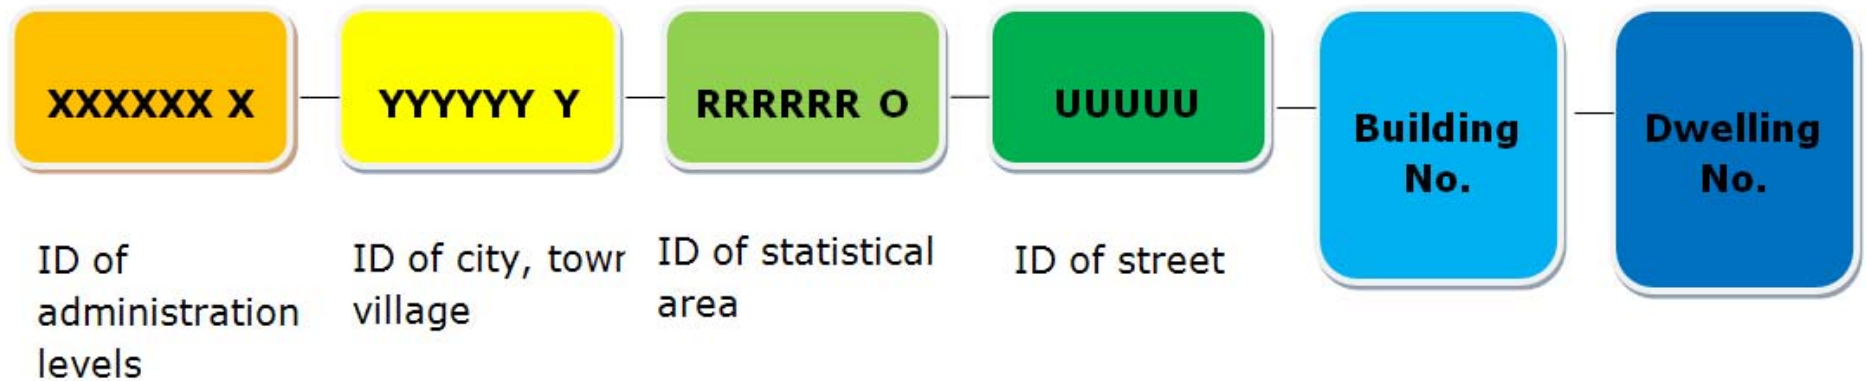 XXXXXX X
YYYYYY Y
RRRRRR O
UUUUU
Building
No.
Dwelling
No.
ID of
administration
levels
ID of city, towr
village
ID of statistical
area
ID of street